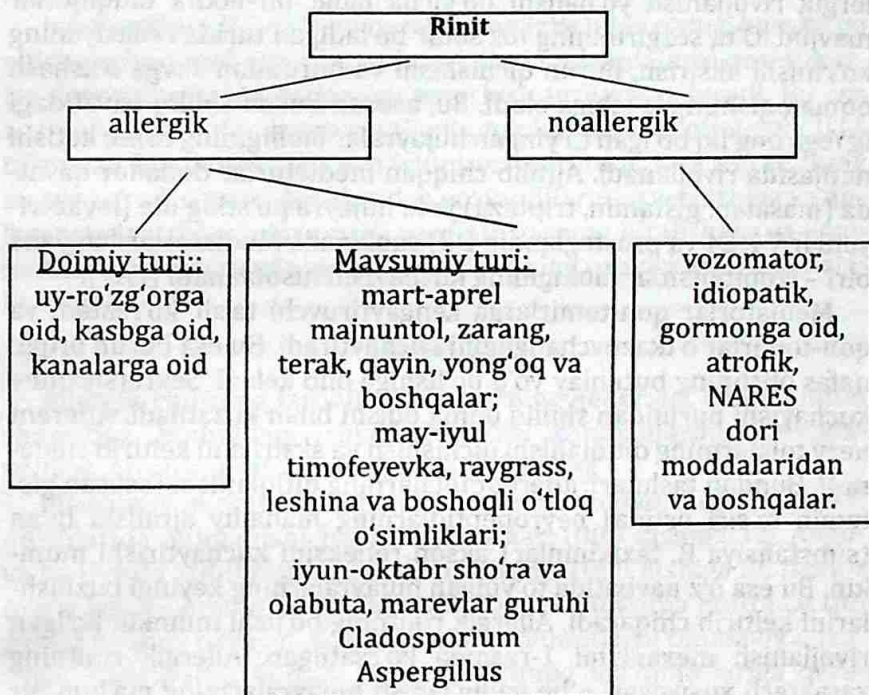 Rinit
allergik
noallergik
Doimiy turi;:
uy-ro‘zg‘orga
oid, kasbga oid,
kanalarga oid
Mavsumiy turi:
mart-aprel
majnuntol, zarang,
terak, qayin, yong‘oq va
boshqalar;
may-iyul
timofeyevka, raygrass,
leshina va boshoqli o‘tloq
o‘simliklari;
iyun-oktabr sho‘ra va
olabuta, marevlar guruhi
Cladosporium
Aspergillus
vozomator,
idiopatik,
gormonga oid,
atrofik,
NARES
dori
moddalaridan
va boshqalar.